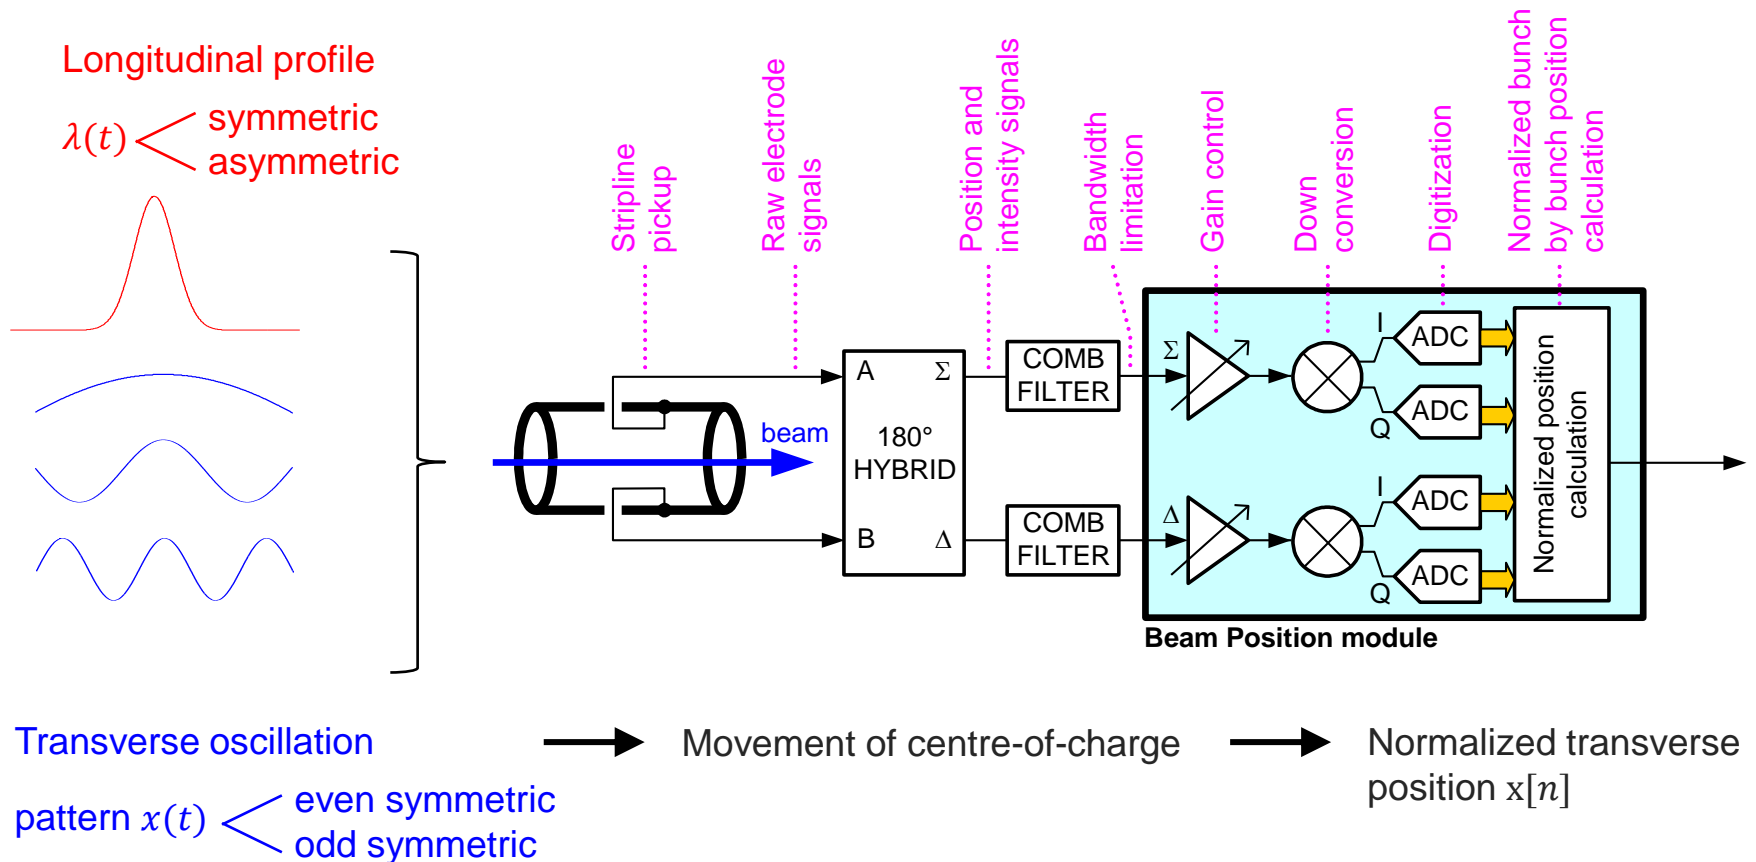 Longitudinal profile
λ(t)
symmetric
asymmetric
Stripline
pickup
Raw electrode
signals
Position and
intensity signals
Bandwidth
limitation
Gain control
Down
conversion
Digitization
Normalized bunch
by bunch position
calculation
beam
A
Σ
180°
HYBRID
B
Δ
COMB
FILTER
COMB
FILTER
Σ
I
ADC
Q
ADC
Δ
I
ADC
Q
ADC
Normalized position
calculation
Beam Position module
Transverse oscillation
pattern x(t)
even symmetric
odd symmetric
Movement of centre-of-charge
Normalized transverse
position x[n]